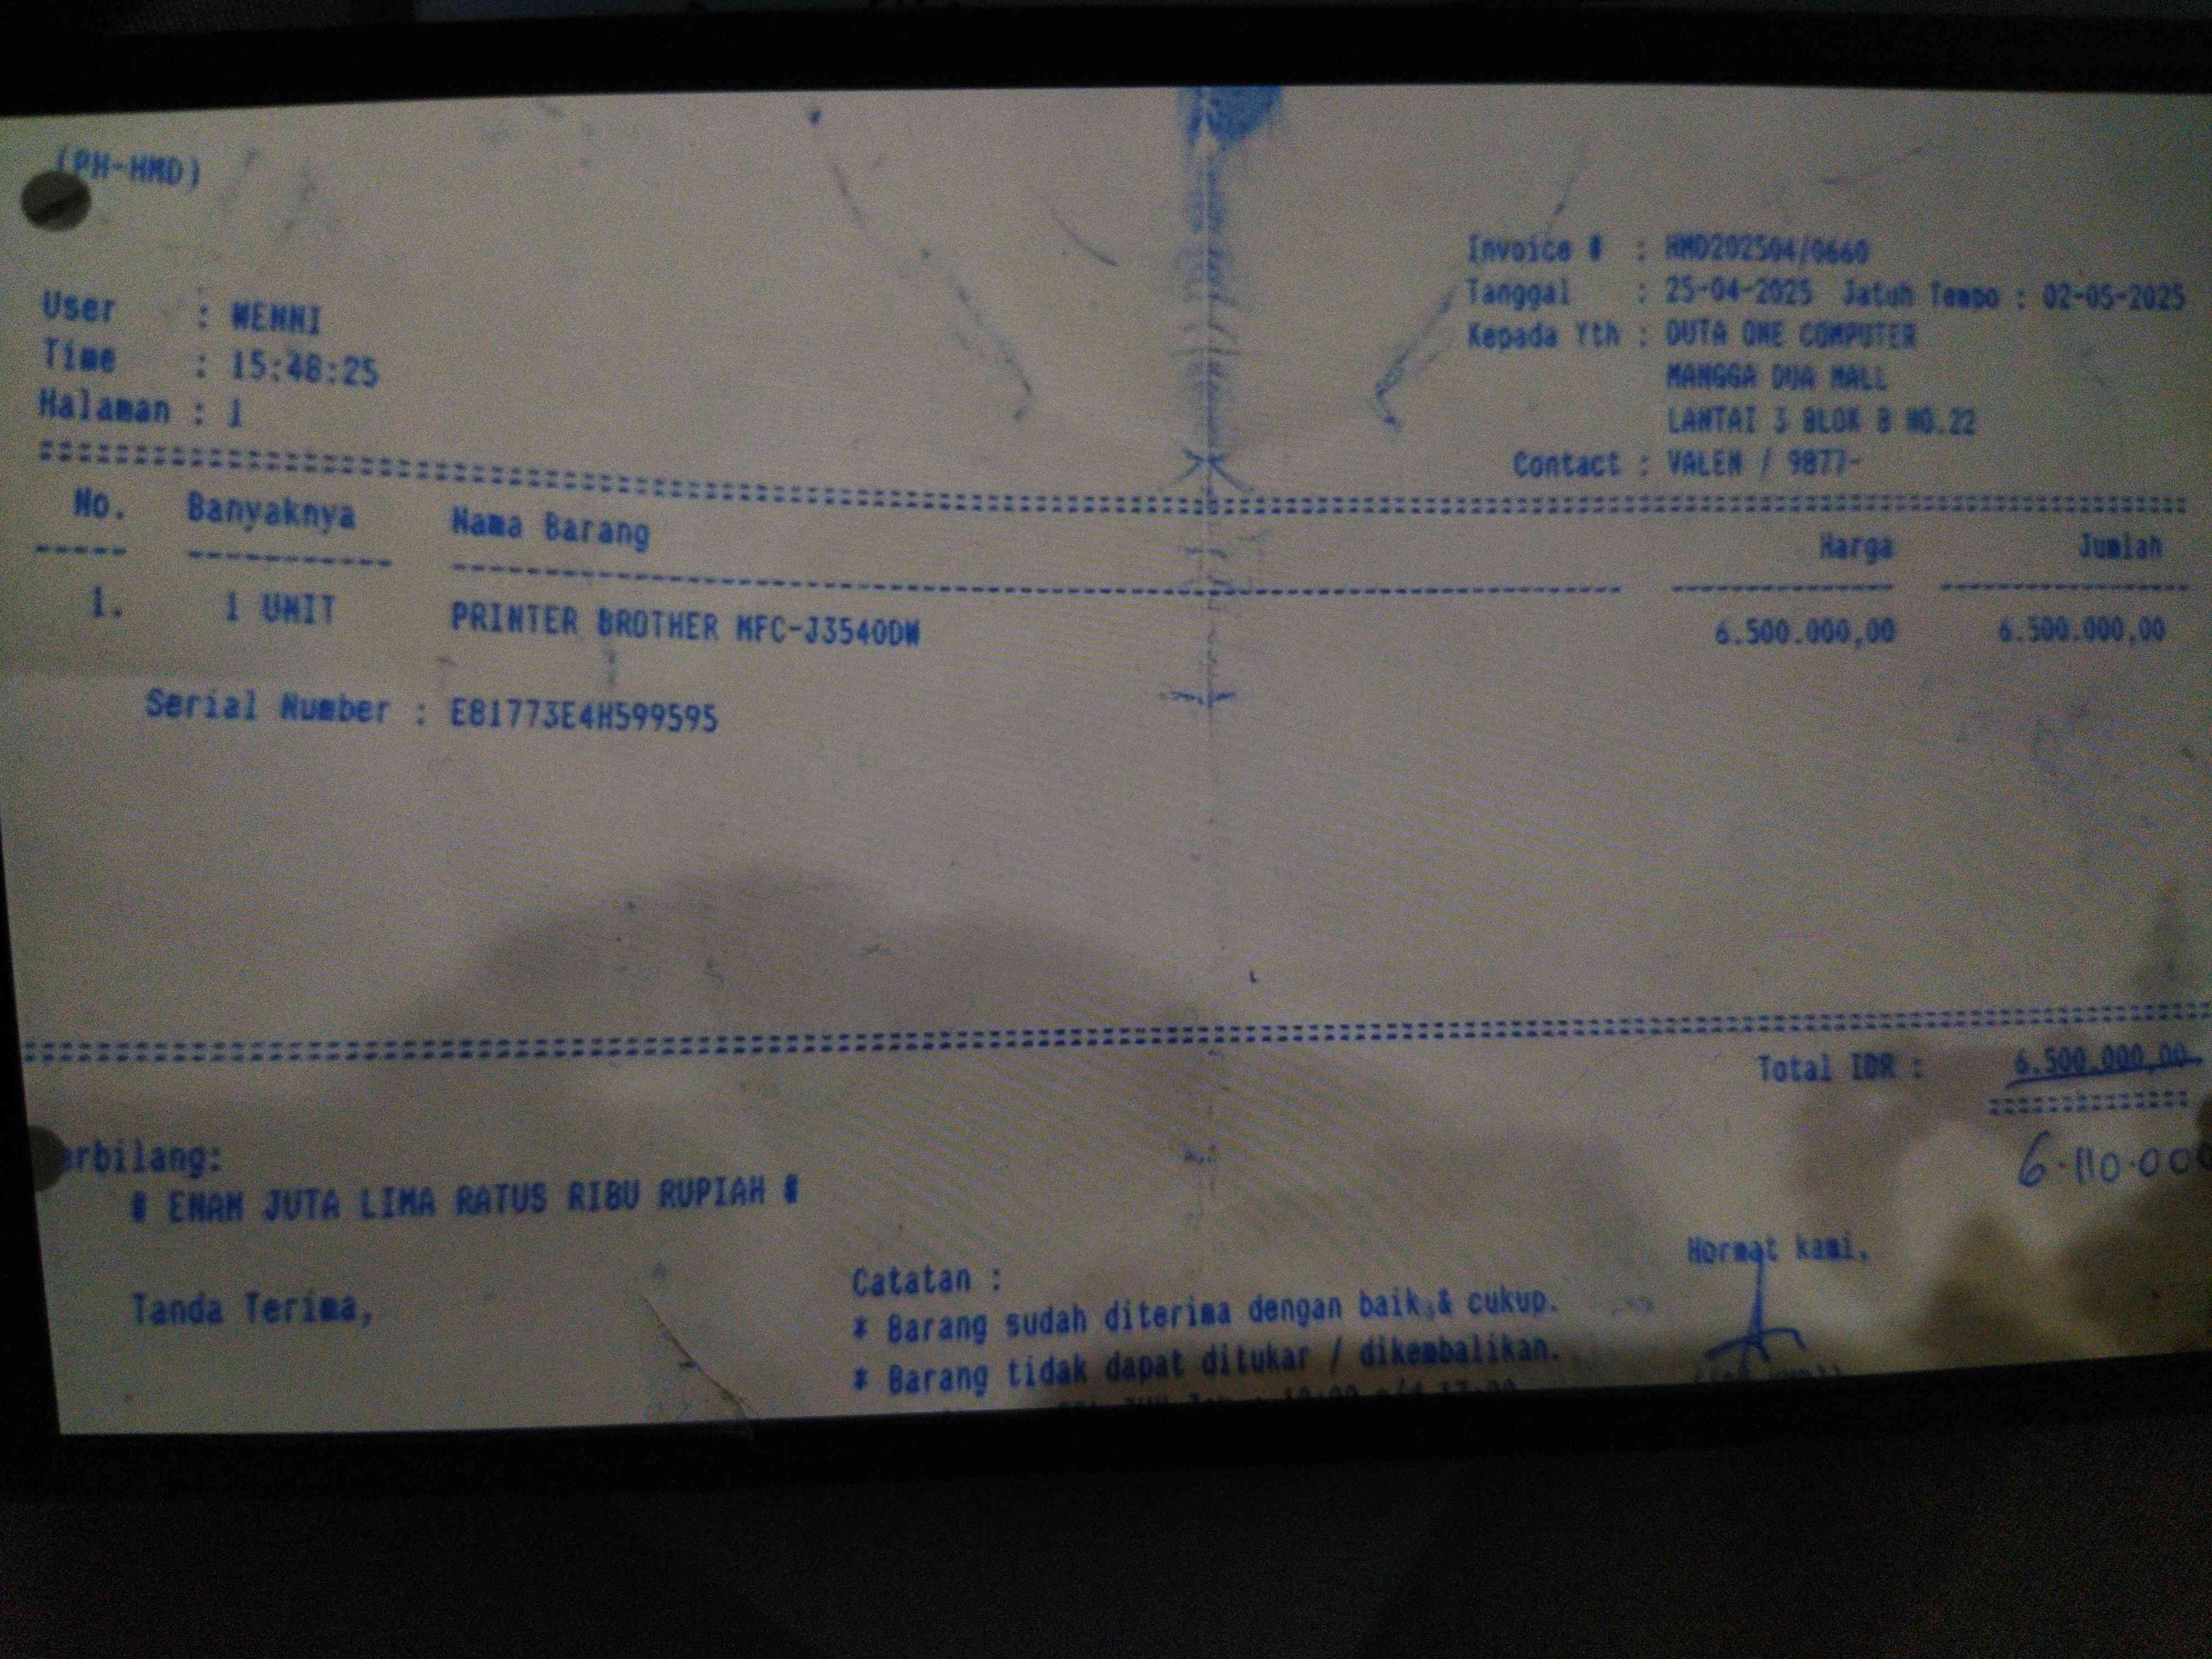 (PH-HMD)
Invoice # : HMD202504/0660
Tanggal : 25-04-2025 Jatuh Tempo : 02-05-2025
Kepada Yth : DUTA ONE COMPUTER
MANGGA DUA MALL
LANTAI 3 BLOK B NO.22
Contact : VALEN / 9877-
User : WENNI
Time : 15:48:25
Halaman : 1
No. Banyaknya Nama Barang Harga Jumlah
1. 1 UNIT PRINTER BROTHER MFC-J3540DW 6.500.000,00 6.500.000,00
Serial Number : E81773E4H599595
Total IDR : 6.500.000,00
6.110.000
erbilang:
# ENAM JUTA LIMA RATUS RIBU RUPIAH #
Tanda Terima,
Catatan :
* Barang sudah diterima dengan baik & cukup.
* Barang tidak dapat ditukar / dikembalikan.
Hormat kami,